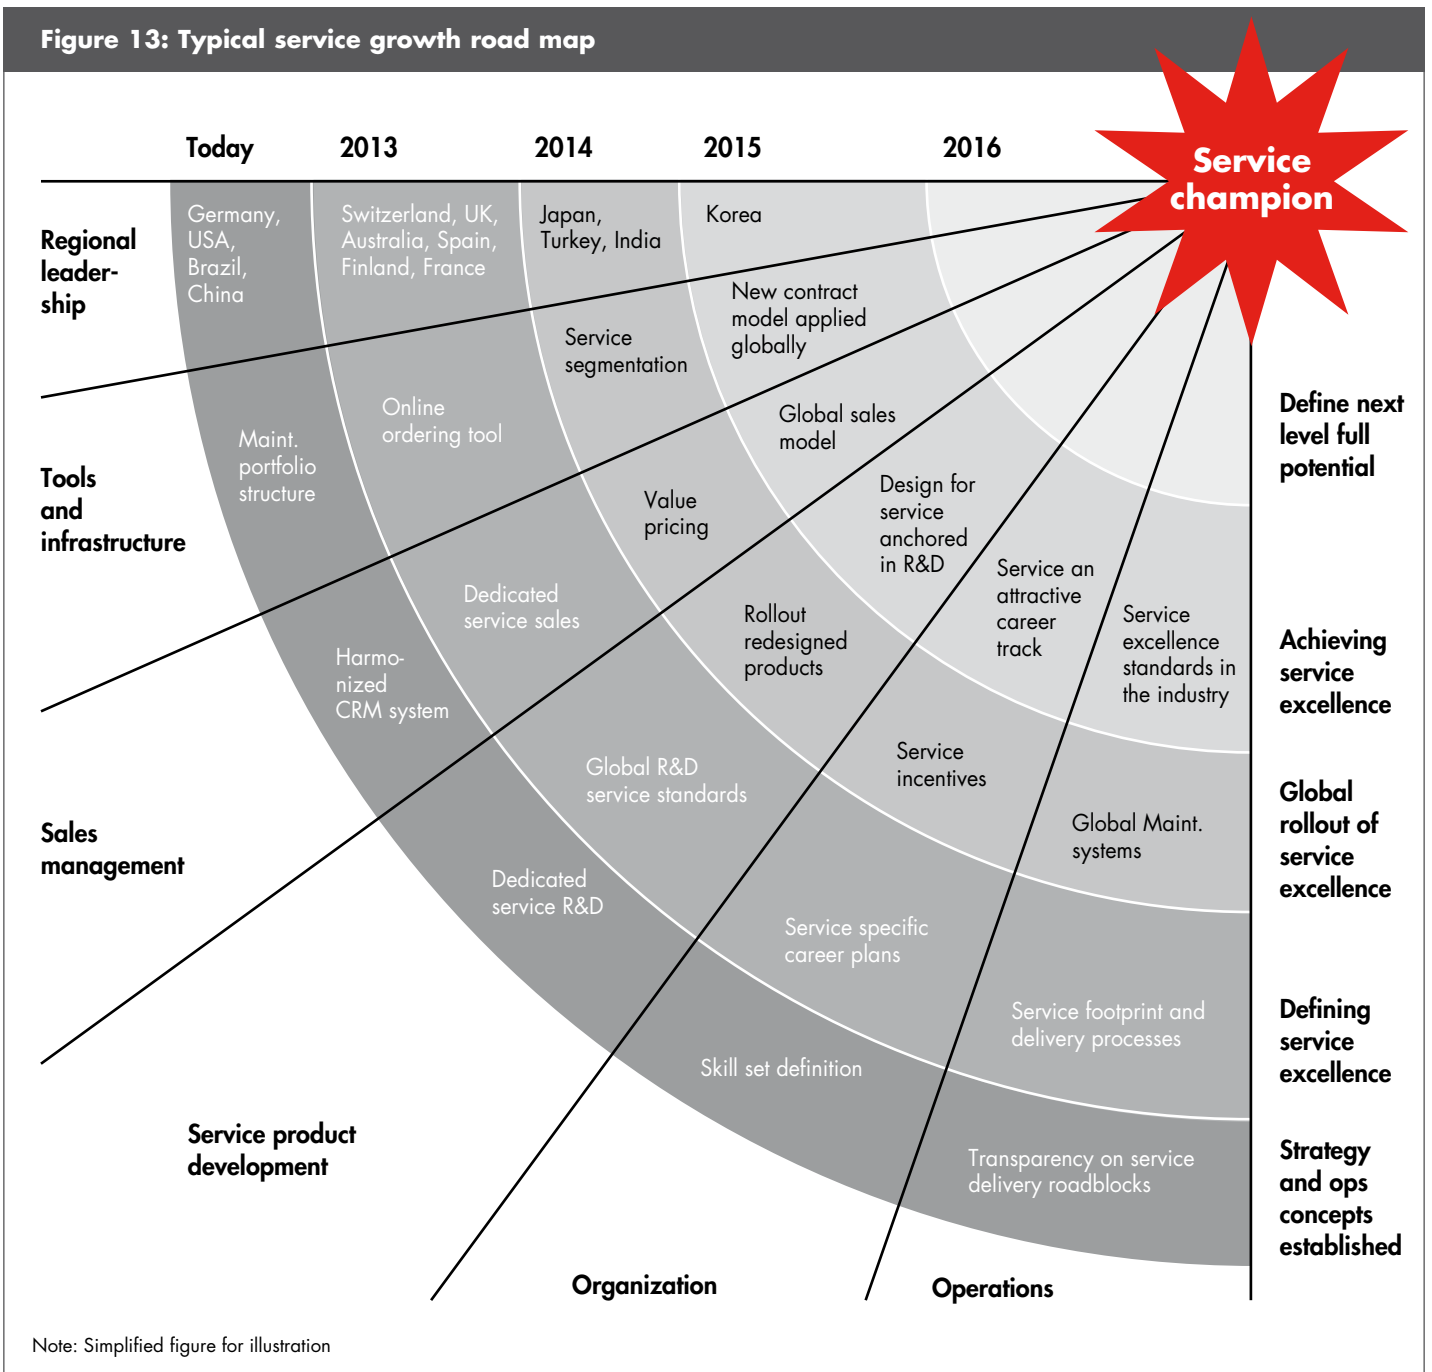 Figure 13: Typical service growth road map
Today
2013
2014
2015
2016
Service
champion
Regional
leader-
ship
Germany,
USA,
Brazil,
China
Switzerland, UK,
Australia, Spain,
Finland, France
Japan,
Turkey, India
Korea
Tools
and
infrastructure
Maint.
portfolio
structure
Online
ordering tool
Service
segmentation
New contract
model applied
globally
Sales
management
Harmo-
nized
CRM system
Dedicated
service sales
Value
pricing
Global sales
model
Service product
development
Dedicated
service R&D
Global R&D
service standards
Rollout
redesigned
products
Design for
service
anchored
in R&D
Organization
Skill set definition
Service specific
career plans
Service
incentives
Service an
attractive
career
track
Operations
Transparency on service
delivery roadblocks
Service footprint and
delivery processes
Global Maint.
systems
Service
excellence
standards in
the industry
Define next
level full
potential
Achieving
service
excellence
Global
rollout of
service
excellence
Defining
service
excellence
Strategy
and ops
concepts
established
Note: Simplified figure for illustration